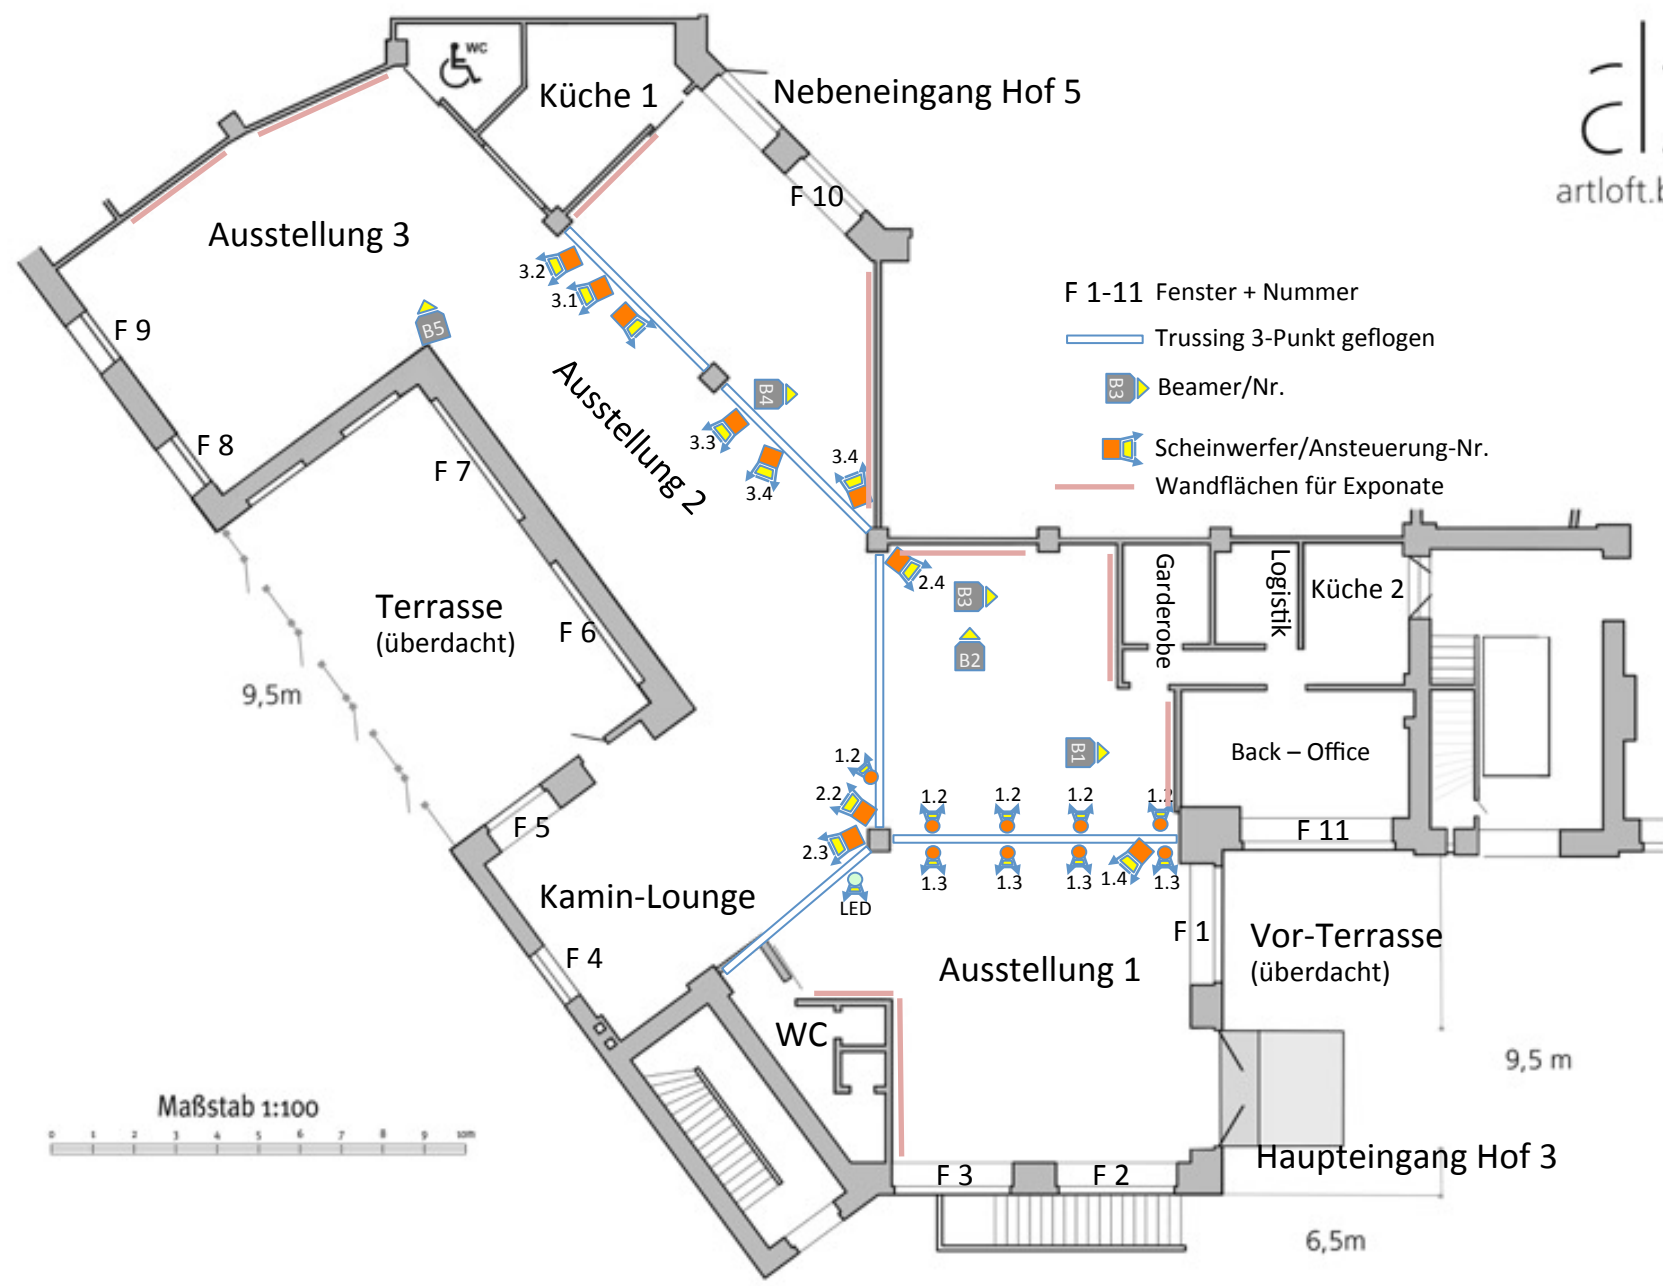 WC
Küche 1
Nebeneingang Hof 5
artloft.b
F 10
Ausstellung 3
3.2
3.1
F 1-11 Fenster + Nummer
Trussing 3-Punkt geflogen
B3 Beamer/Nr.
Scheinwerfer/Ansteuerung-Nr.
Wandflächen für Exponate
B5
F 9
B4
Ausstellung 2
3.3
3.4
3.4
F 8
F 7
2.4
B3
B2
Garderobe
Logistik
Küche 2
Terrasse
(überdacht)
F 6
9,5m
B1
Back – Office
1.2
2.2
2.3
1.2
1.2
1.2
1.2
F 11
F 5
1.3
1.3
1.3
1.4
1.3
LED
Kamin-Lounge
F 4
F 1
Vor-Terrasse
(überdacht)
Ausstellung 1
WC
9,5 m
Maßstab 1:100
0 1 2 3 4 5 6 7 8 9 10m
Haupteingang Hof 3
F 3
F 2
6,5m